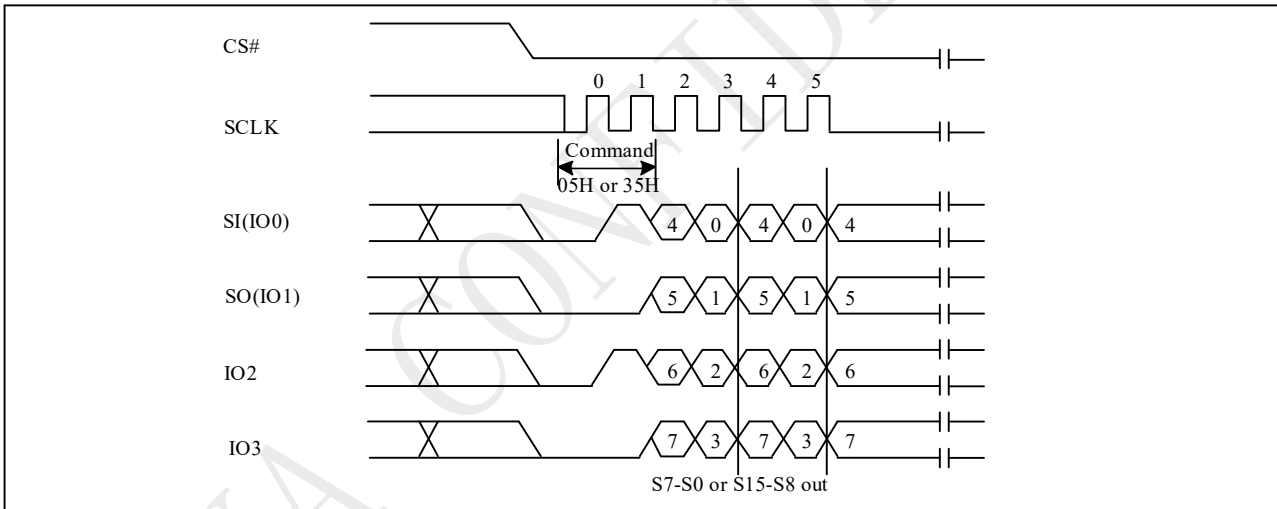 CS#
0 1 2 3 4 5
SCLK
Command
05H or 35H
SI(IO0) 4 0 4 0 4
SO(IO1) 5 1 5 1 5
IO2 6 2 6 2 6
IO3 7 3 7 3 7
S7-S0 or S15-S8 out